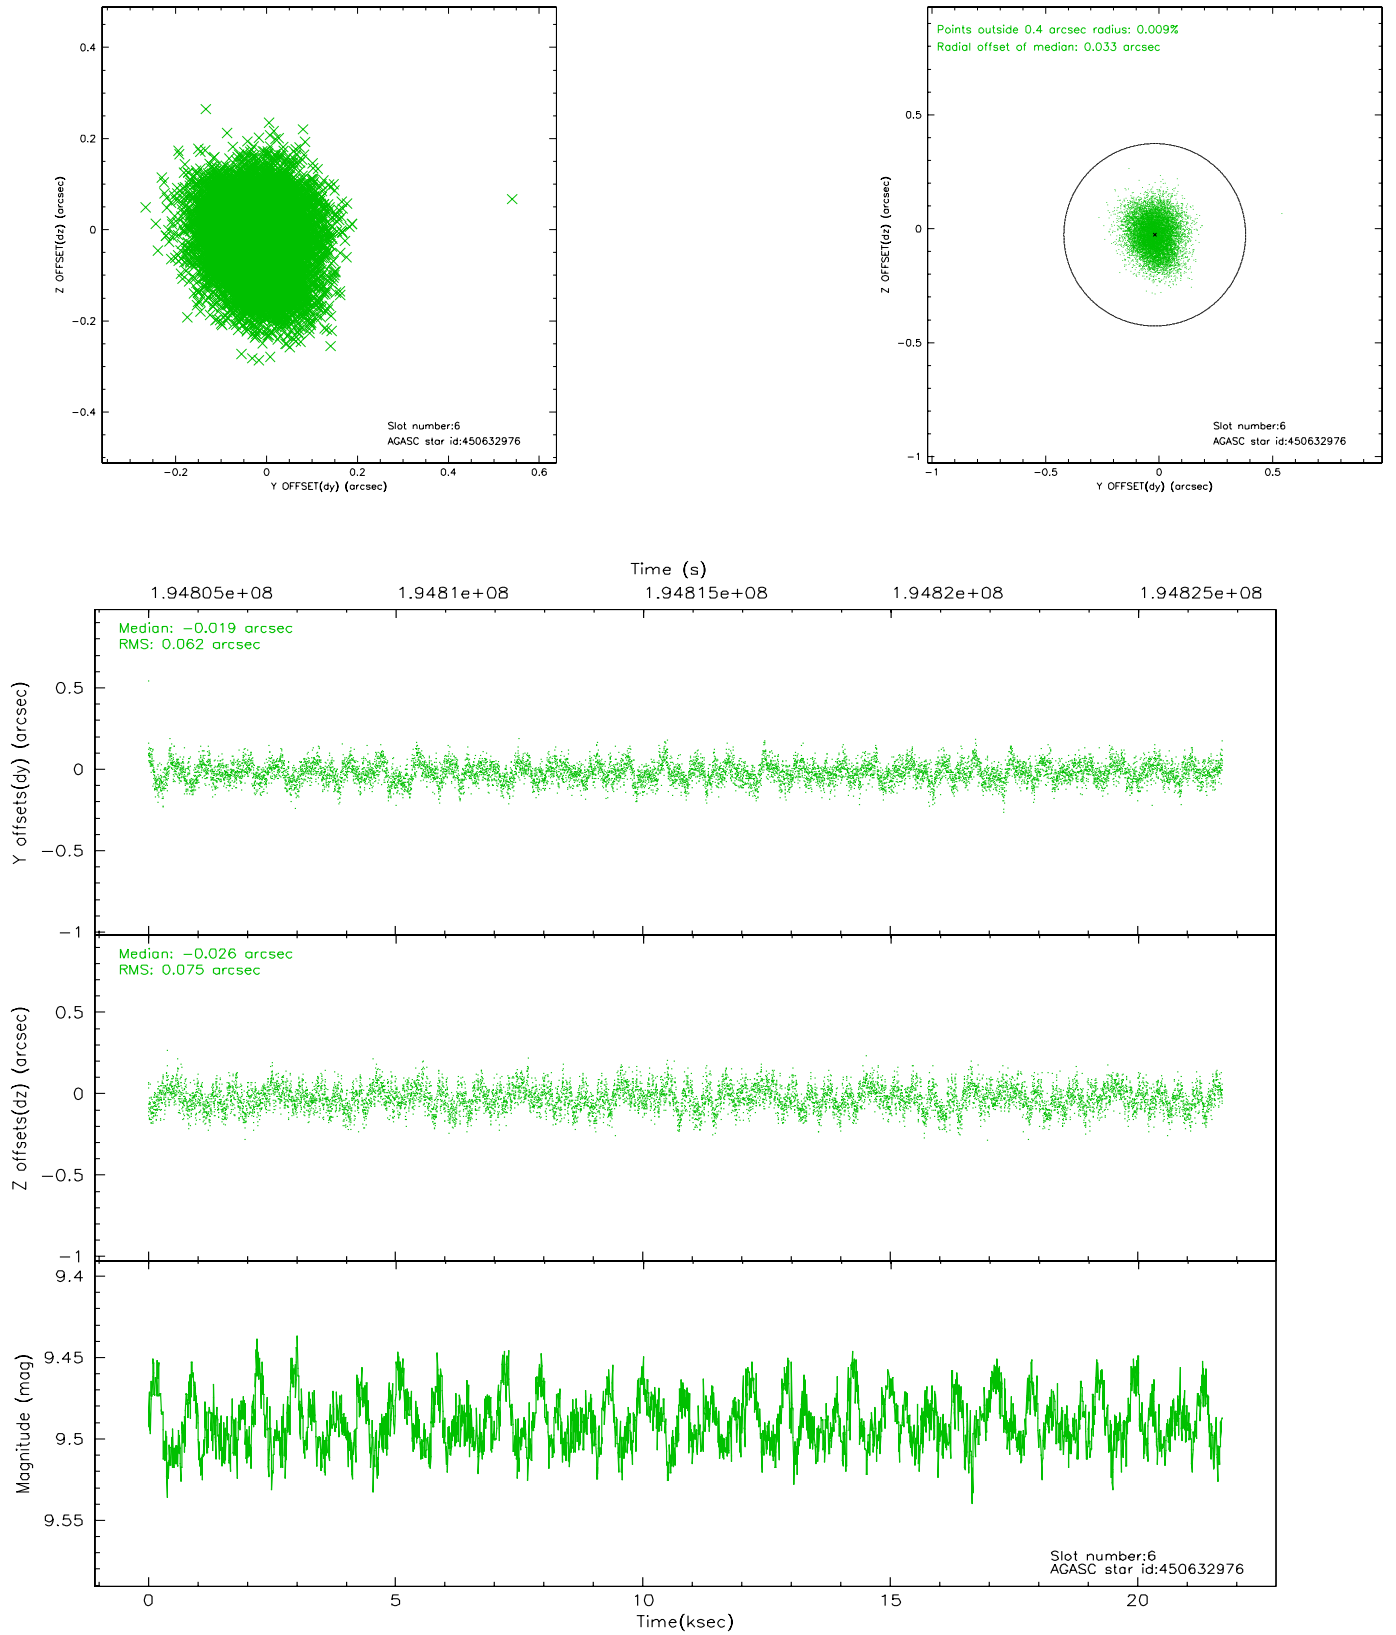 0.4
0.2
0
−0.2
−0.4
Z OFFSET(dz) (arcsec)
Slot number:6
AGASC star id:450632976
−0.2 0 0.2 0.4 0.6
Y OFFSET(dy) (arcsec)
Points outside 0.4 arcsec radius: 0.009%
Radial offset of median: 0.033 arcsec
0.5
0
−0.5
−1
Z OFFSET(dz) (arcsec)
Slot number:6
AGASC star id:450632976
−1 −0.5 0 0.5
Y OFFSET(dy) (arcsec)
Time (s)
1.94805e+08 1.9481e+08 1.94815e+08 1.9482e+08 1.94825e+08
Median: −0.019 arcsec
RMS: 0.062 arcsec
0.5
0
−0.5
−1
Y offsets(dy) (arcsec)
Median: −0.026 arcsec
RMS: 0.075 arcsec
0.5
0
−0.5
−1
Z offsets(dz) (arcsec)
9.4
9.45
9.5
9.55
Magnitude (mag)
Slot number:6
AGASC star id:450632976
0 5 10 15 20
Time(ksec)